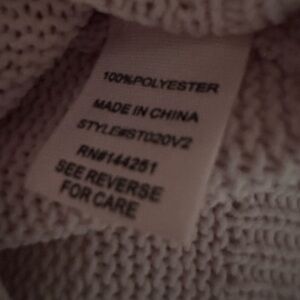 100%POLYESTER
MADE IN CHINA
STYLE#ST020V2
RN#144251
SEE REVERSE
FOR CARE